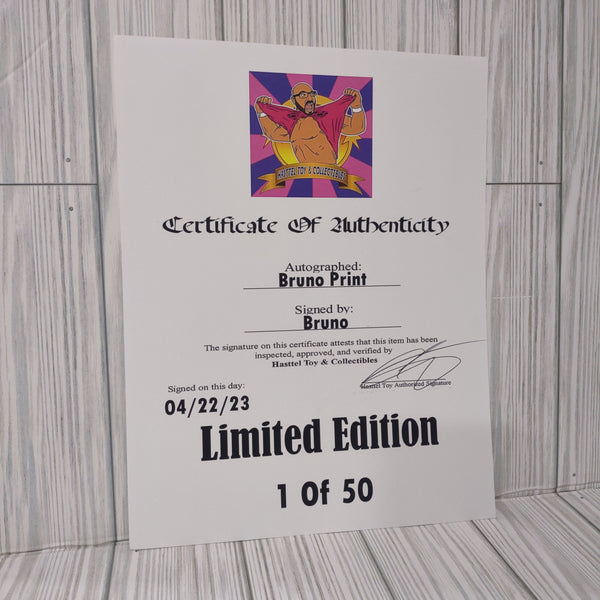 HASTTEL TOY & COLLECTIBLES
Certificate Of Authenticity
Autographed:
Bruno Print
Signed by:
Bruno
The signature on this certificate attests that this item has been
inspected, approved, and verified by
Hasttel Toy & Collectibles
Hasttel Toy Authorized Signature
Signed on this day:
04/22/23
Limited Edition
1 Of 50